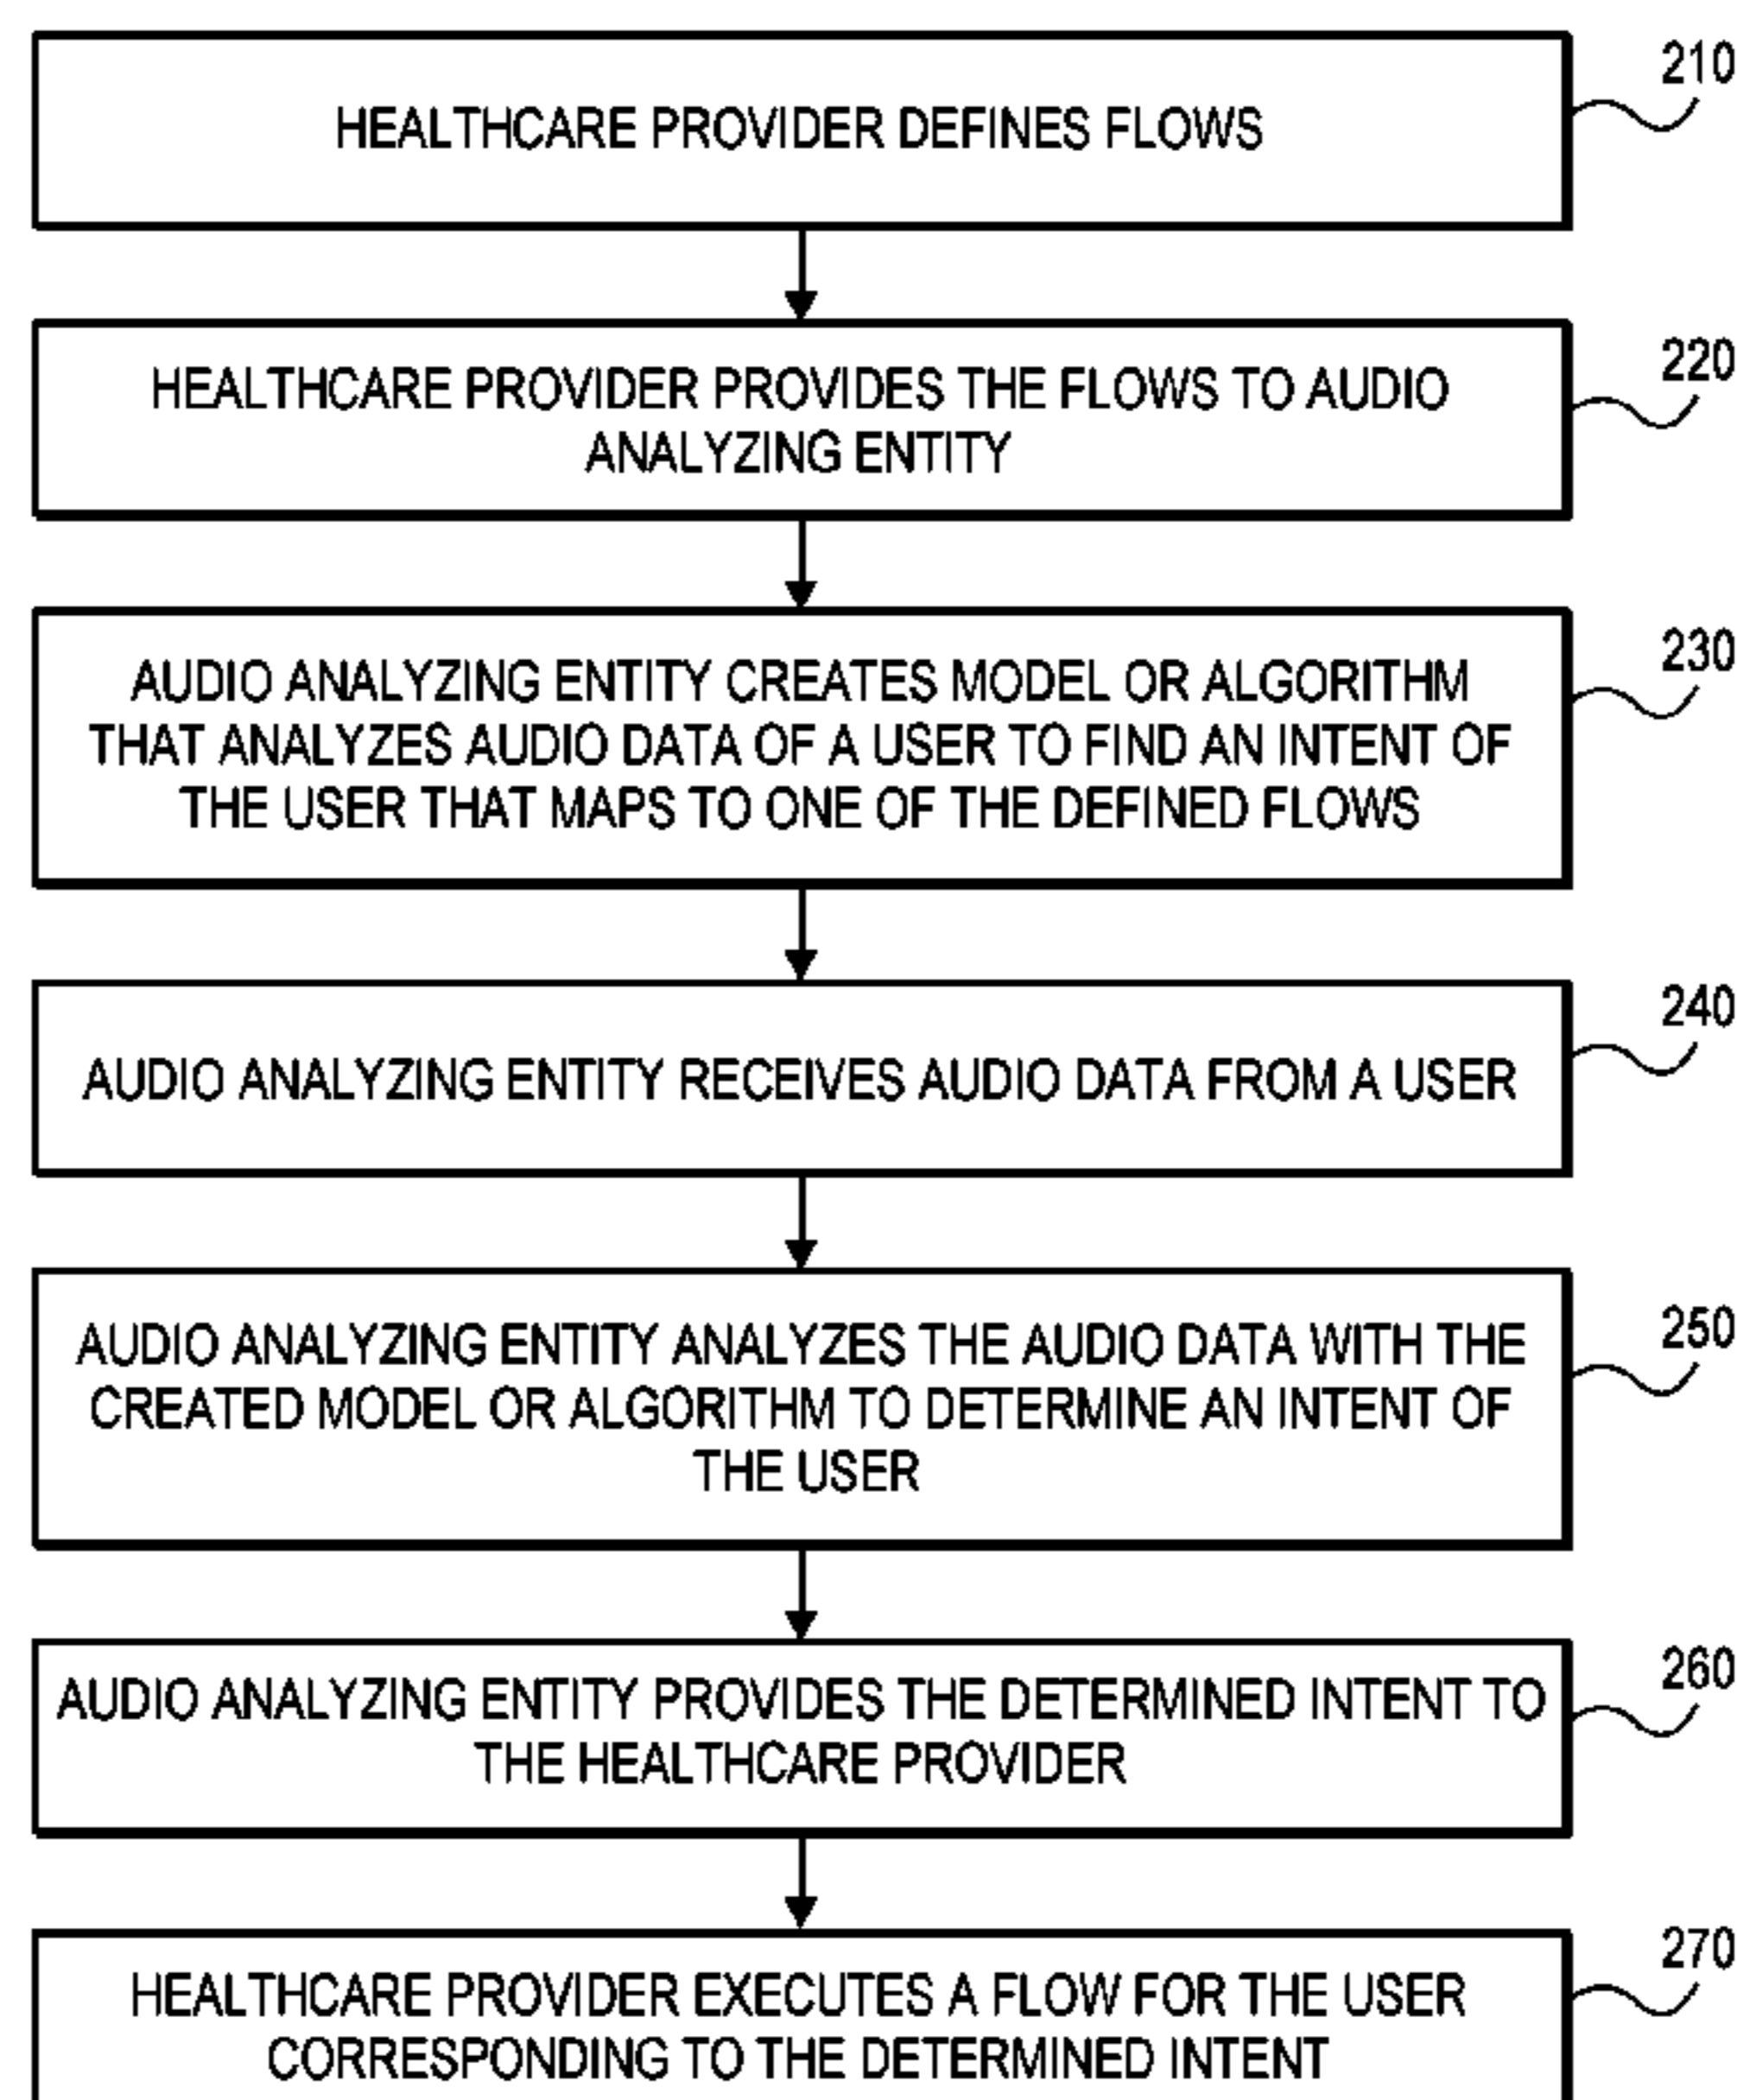 210
HEALTHCARE PROVIDER DEFINES FLOWS
220
HEALTHCARE PROVIDER PROVIDES THE FLOWS TO AUDIO
ANALYZING ENTITY
230
AUDIO ANALYZING ENTITY CREATES MODEL OR ALGORITHM
THAT ANALYZES AUDIO DATA OF A USER TO FIND AN INTENT OF
THE USER THAT MAPS TO ONE OF THE DEFINED FLOWS
240
AUDIO ANALYZING ENTITY RECEIVES AUDIO DATA FROM A USER
250
AUDIO ANALYZING ENTITY ANALYZES THE AUDIO DATA WITH THE
CREATED MODEL OR ALGORITHM TO DETERMINE AN INTENT OF
THE USER
260
AUDIO ANALYZING ENTITY PROVIDES THE DETERMINED INTENT TO
THE HEALTHCARE PROVIDER
270
HEALTHCARE PROVIDER EXECUTES A FLOW FOR THE USER
CORRESPONDING TO THE DETERMINED INTENT